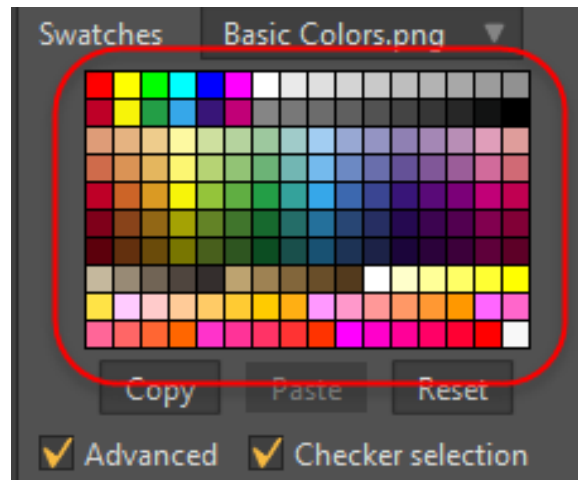 Swatches Basic Colors.png
Copy Paste Reset
Advanced Checker selection